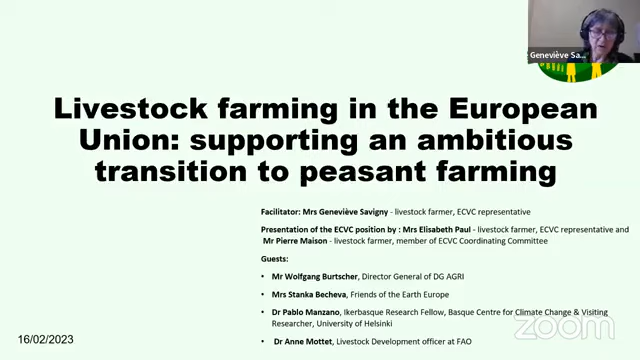 Geneviève Sa...
Livestock farming in the European
Union: supporting an ambitious
transition to peasant farming
Facilitator: Mrs Geneviève Savigny - livestock farmer, ECVC representative
Presentation of the ECVC position by : Mrs Elisabeth Paul - livestock farmer, ECVC representative and
Mr Pierre Maison - livestock farmer, member of ECVC Coordinating Committee
Guests:
• Mr Wolfgang Burtscher, Director General of DG AGRI
• Mrs Stanka Becheva, Friends of the Earth Europe
• Dr Pablo Manzano, Ikerbasque Research Fellow, Basque Centre for Climate Change & Visiting
Researcher, University of Helsinki
• Dr Anne Mottet, Livestock Development officer at FAO
16/02/2023
zoom